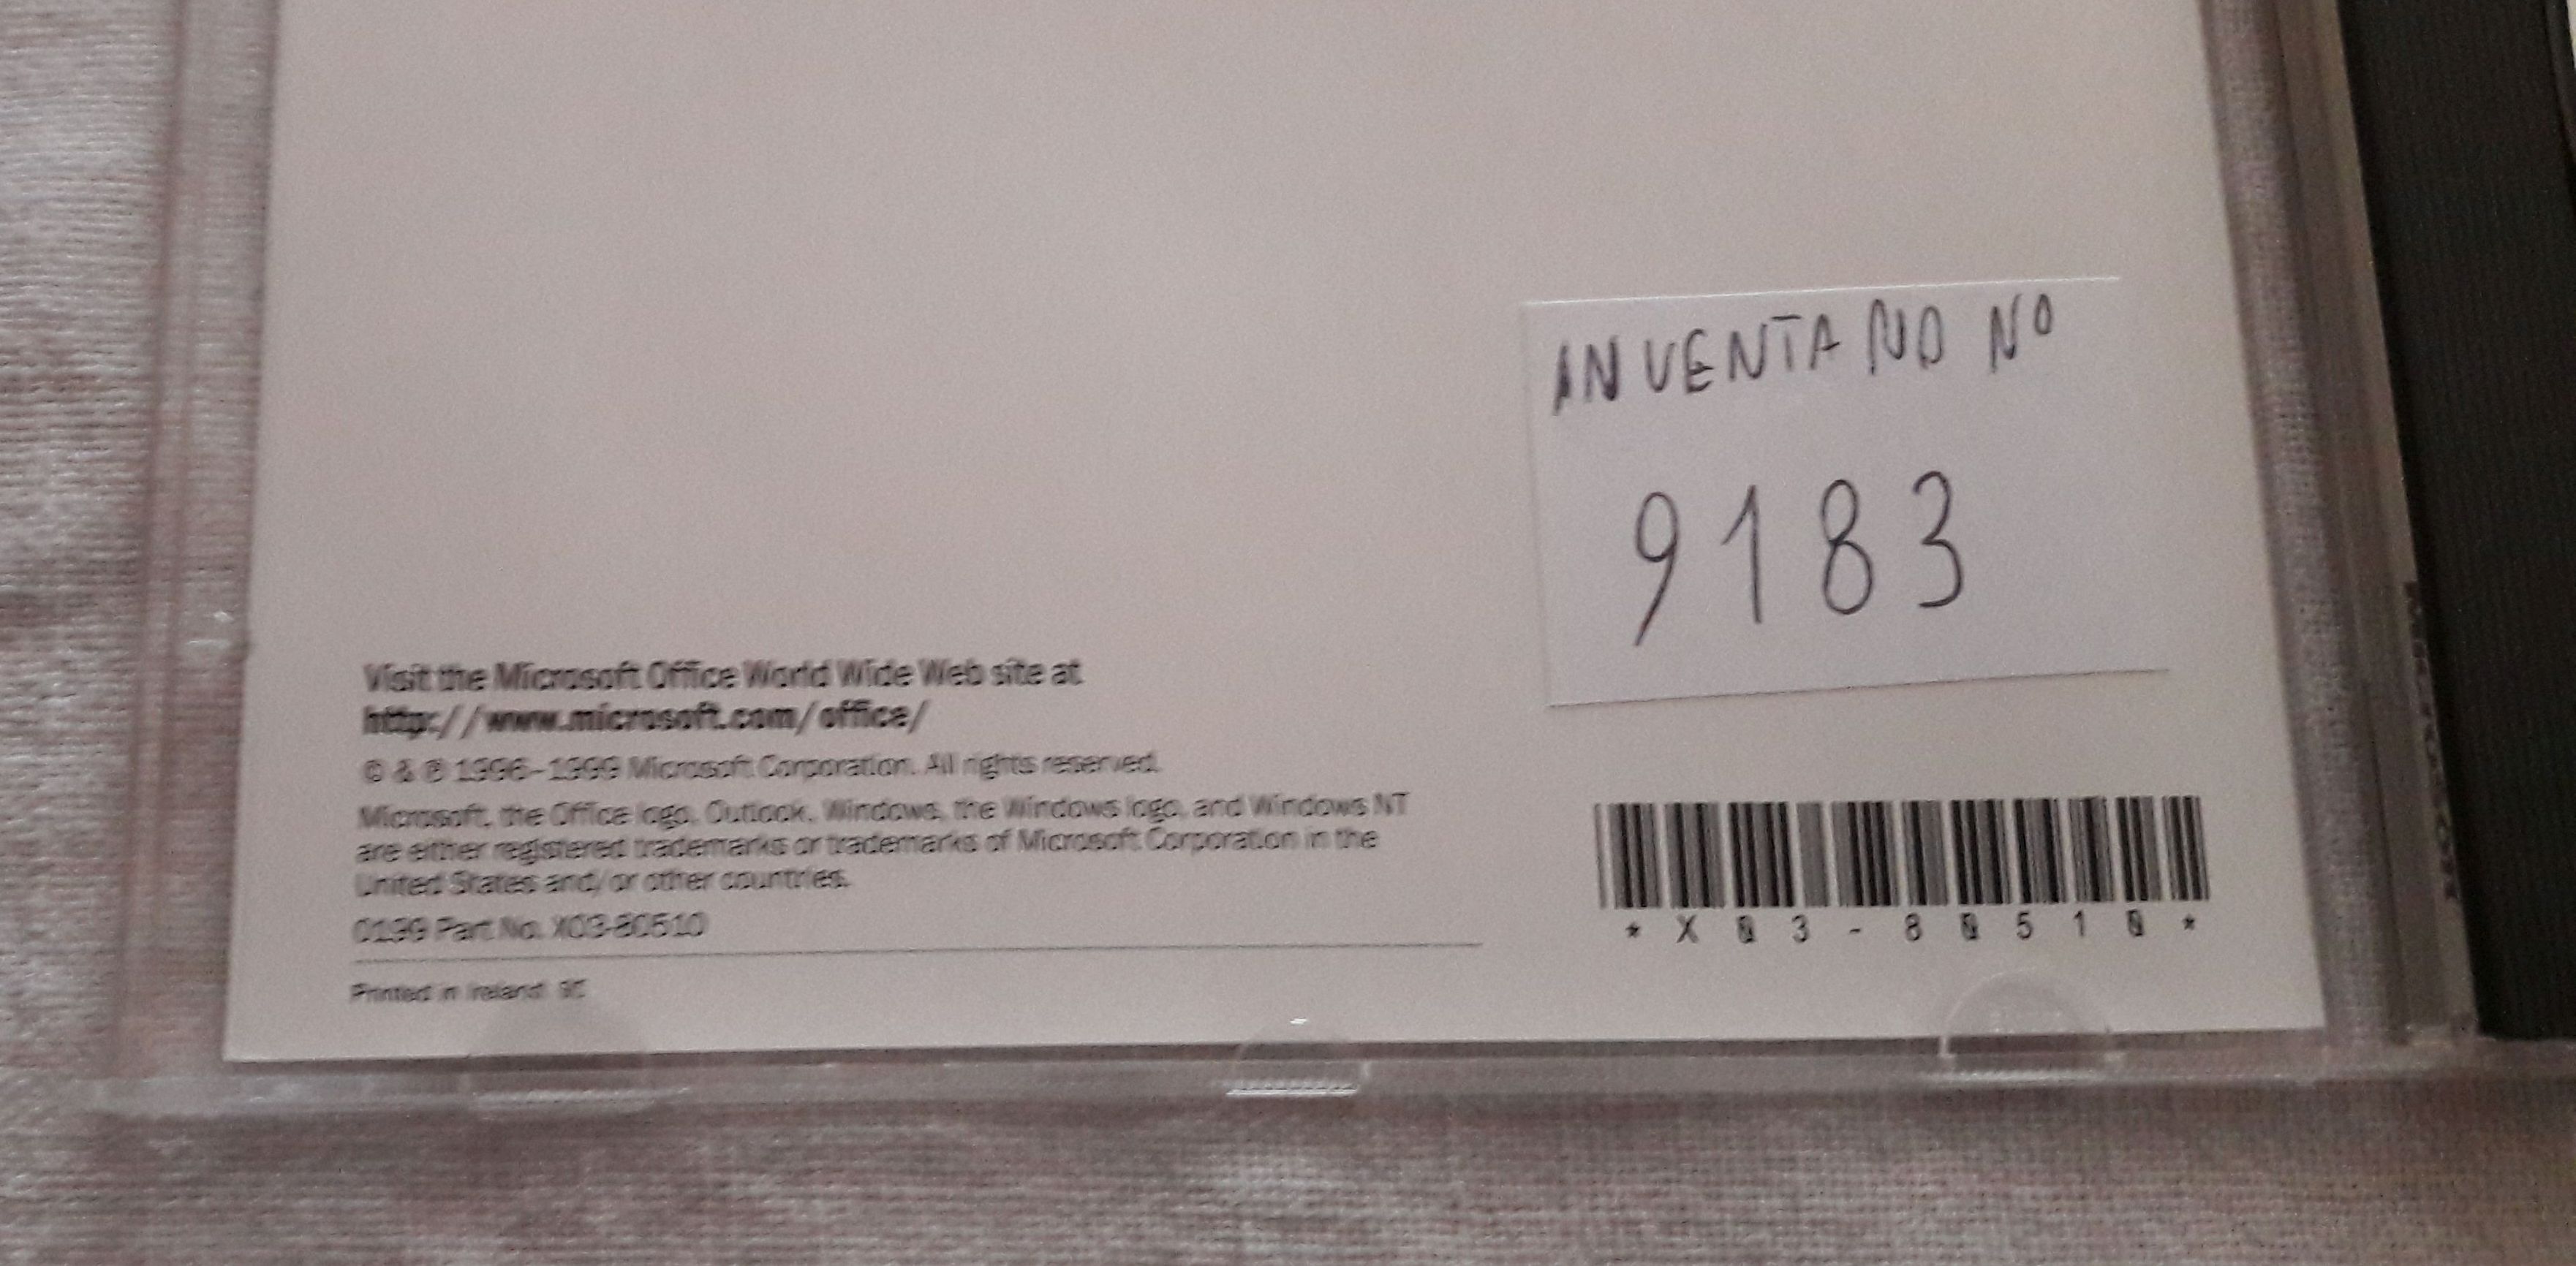 INVENTARIO Nº
9183
Visit the Microsoft Office World Wide Web site at
http://www.microsoft.com/office/
© & ℗ 1996–1999 Microsoft Corporation. All rights reserved.
Microsoft, the Office logo, Outlook, Windows, the Windows logo, and Windows NT
are either registered trademarks or trademarks of Microsoft Corporation in the
United States and/or other countries.
0199 Part No. X03-80510
Printed in Ireland.
*X03-80510*